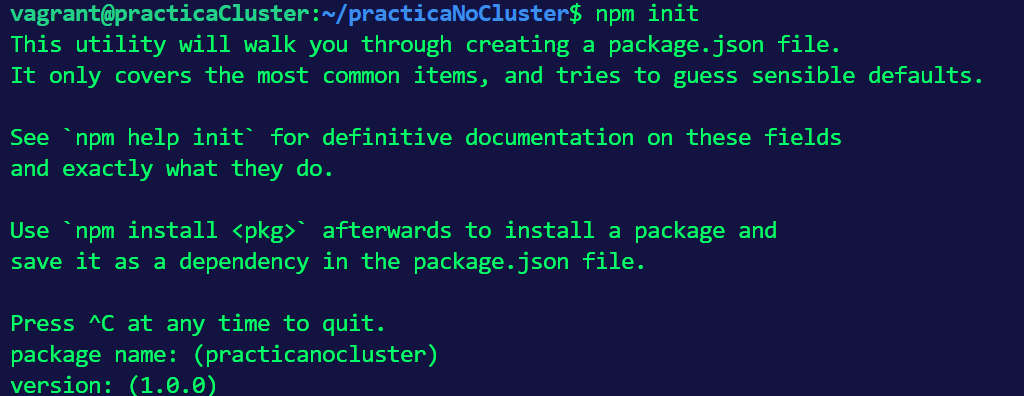 vagrant@practicaCluster:~/practicaNoCluster$ npm init
This utility will walk you through creating a package.json file.
It only covers the most common items, and tries to guess sensible defaults.
See `npm help init` for definitive documentation on these fields
and exactly what they do.
Use `npm install <pkg>` afterwards to install a package and
save it as a dependency in the package.json file.
Press ^C at any time to quit.
package name: (practicanocluster)
version: (1.0.0)